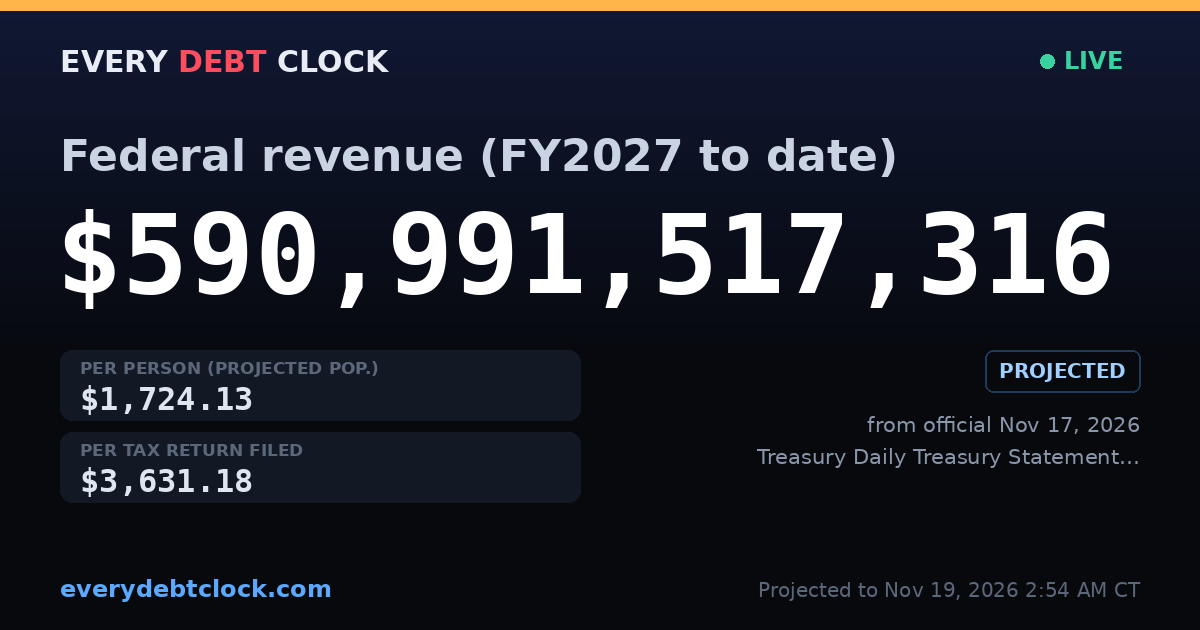 EVERY DEBT CLOCK
LIVE
Federal revenue (FY2027 to date)
$590,991,517,316
PER PERSON (PROJECTED POP.)
$1,724.13
PER TAX RETURN FILED
$3,631.18
PROJECTED
from official Nov 17, 2026
Treasury Daily Treasury Statement…
everydebtclock.com
Projected to Nov 19, 2026 2:54 AM CT